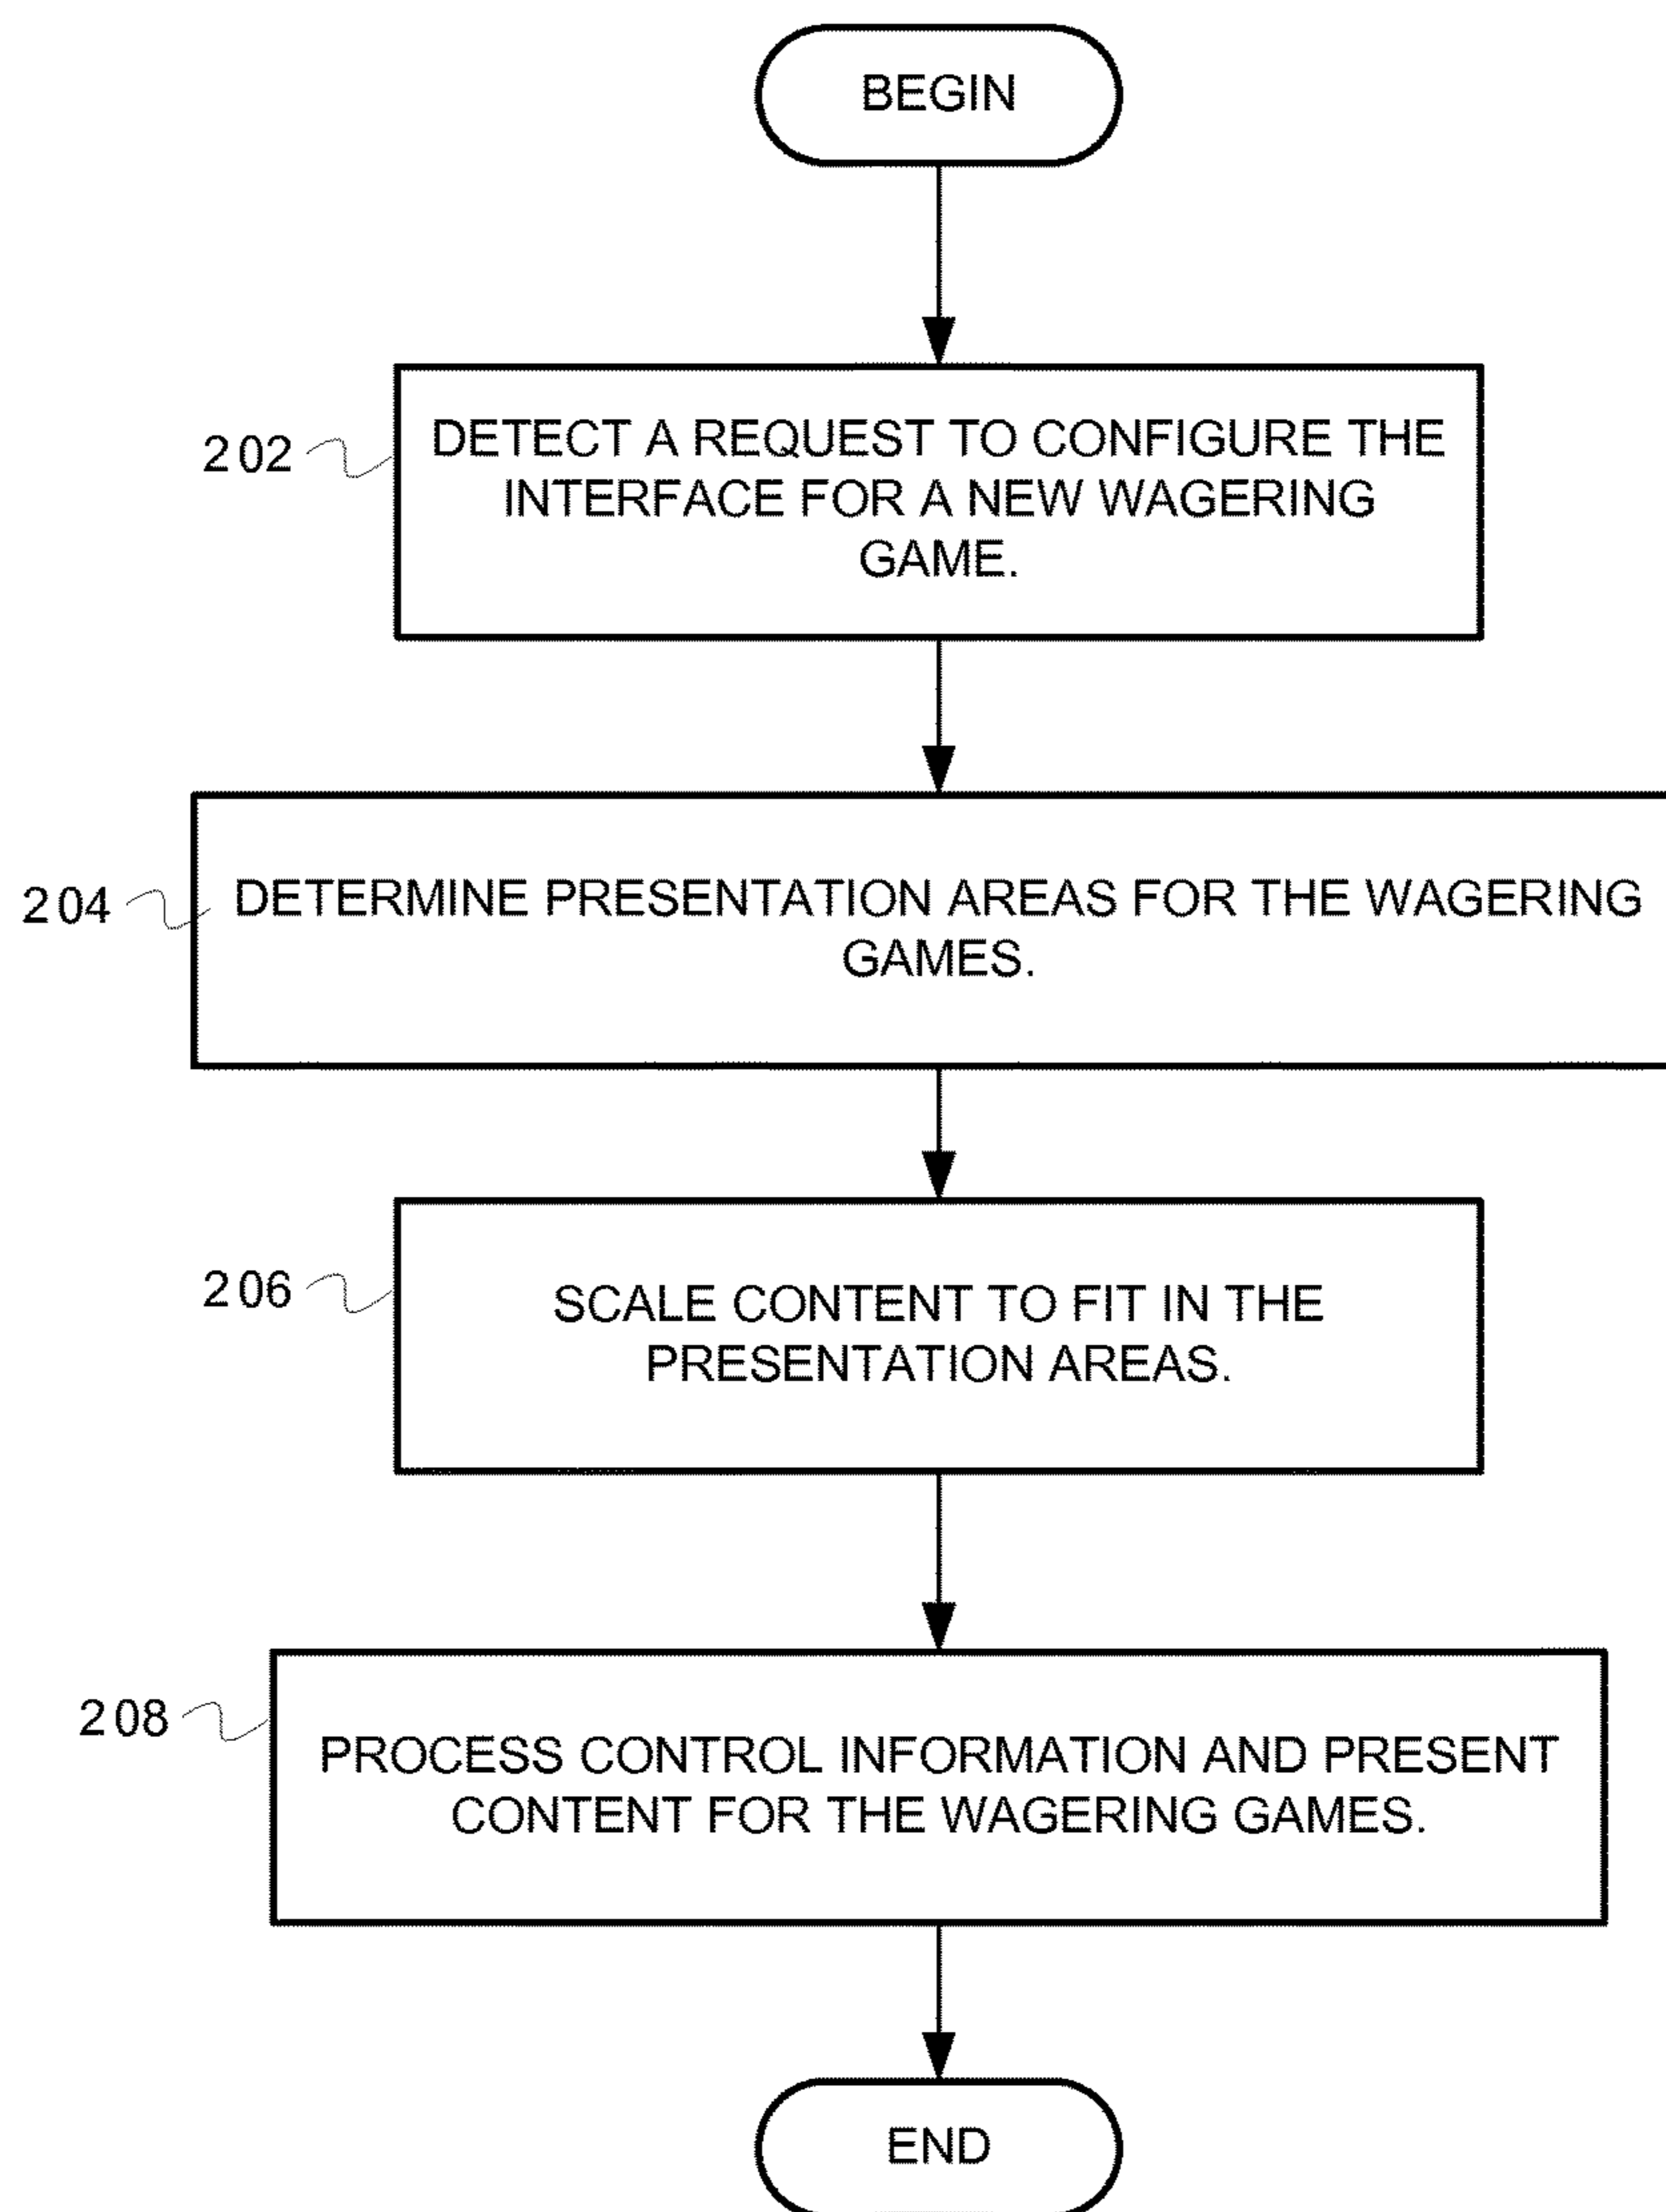 BEGIN
202
DETECT A REQUEST TO CONFIGURE THE
INTERFACE FOR A NEW WAGERING
GAME.
204
DETERMINE PRESENTATION AREAS FOR THE WAGERING
GAMES.
206
SCALE CONTENT TO FIT IN THE
PRESENTATION AREAS.
208
PROCESS CONTROL INFORMATION AND PRESENT
CONTENT FOR THE WAGERING GAMES.
END